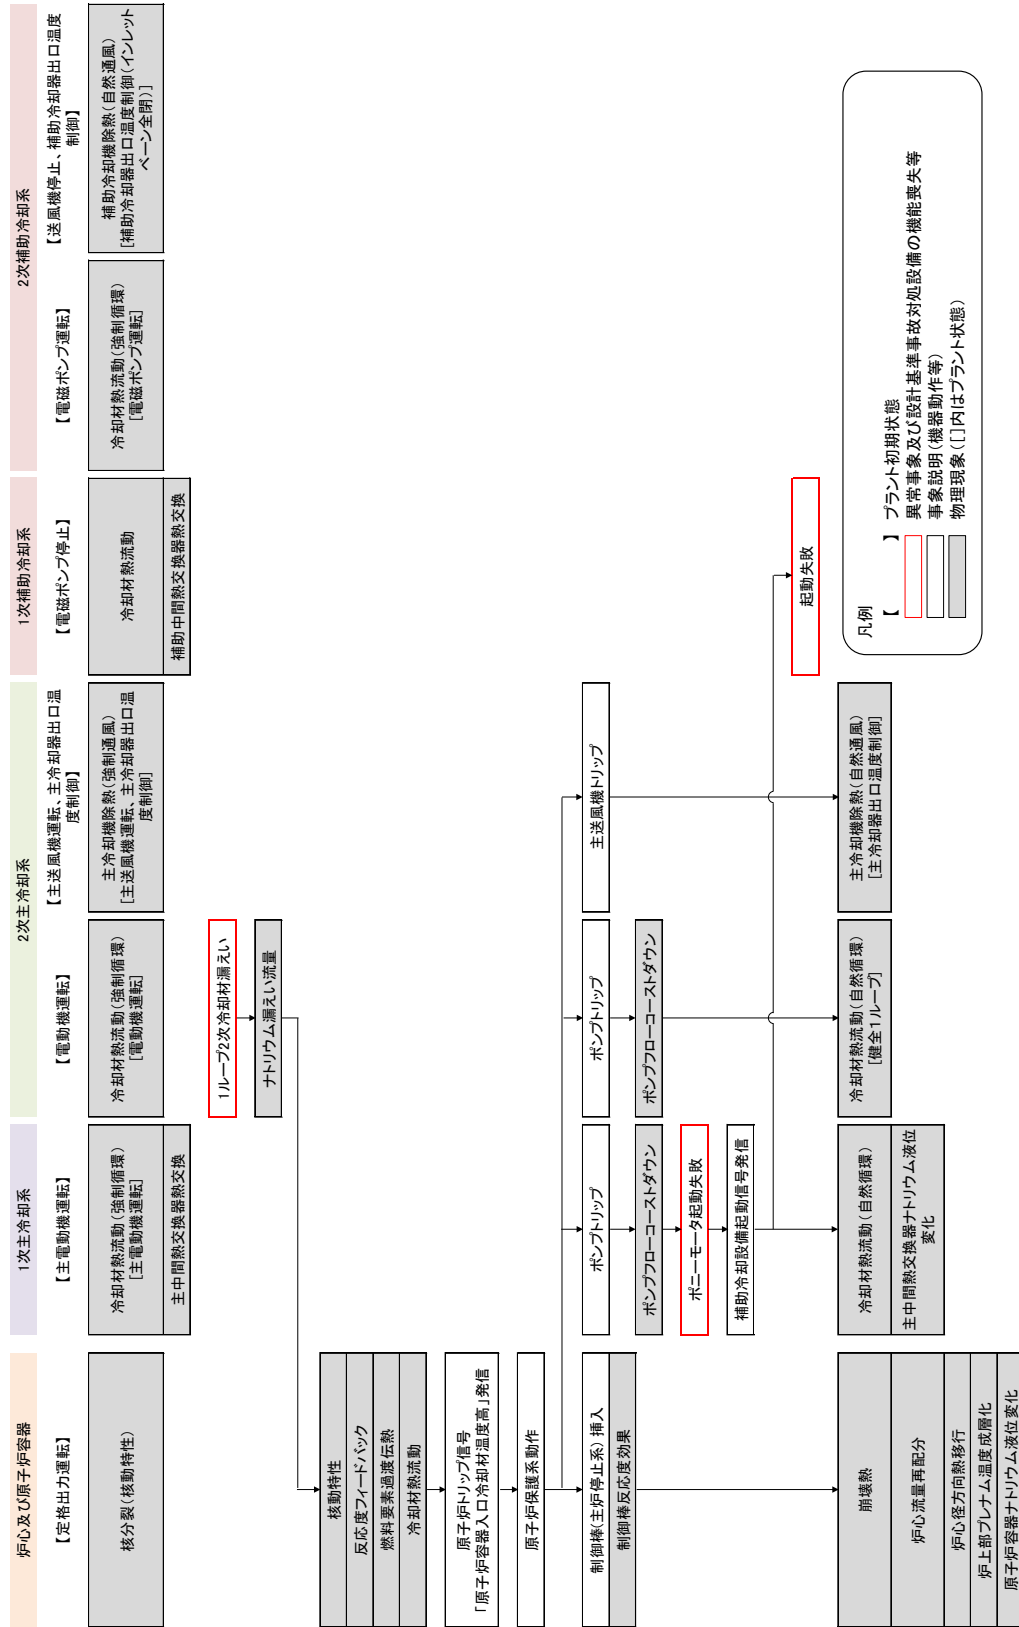 炉心及び原子炉容器
1次主冷却系
2次主冷却系
1次補助冷却系
2次補助冷却系
【定格出力運転】
【主電動機運転】
【電動機運転】
【主送風機運転、主冷却器出口温
度制御】
【電磁ポンプ停止】
【電磁ポンプ運転】
【送風機停止、補助冷却器出口温度
制御】
核分裂(核動特性)
冷却材熱流動(強制循環)
[主電動機運転]
主中間熱交換器熱交換
冷却材熱流動(強制循環)
[電動機運転]
主冷却機除熱(強制通風)
[主送風機運転、主冷却器出口温
度制御]
冷却材熱流動
補助中間熱交換器熱交換
冷却材熱流動(強制循環)
[電磁ポンプ運転]
補助冷却機除熱(自然通風)
[補助冷却器出口温度制御(インレット
ベーン全閉)]
1ループ2次冷却材漏えい
ナトリウム漏えい流量
核動特性
反応度フィードバック
燃料要素過渡伝熱
冷却材熱流動
原子炉トリップ信号
「原子炉容器入口冷却材温度高」発信
原子炉保護系動作
制御棒(主炉停止系) 挿入
制御棒反応度効果
ポンプトリップ
ポンプフローコーストダウン
ポニーモータ起動失敗
補助冷却設備起動信号発信
ポンプトリップ
ポンプフローコーストダウン
主送風機トリップ
起動失敗
崩壊熱
炉心流量再配分
炉心径方向熱移行
炉上部プレナム温度成層化
原子炉容器ナトリウム液位変化
冷却材熱流動(自然循環)
主中間熱交換器ナトリウム液位
変化
冷却材熱流動(自然循環)
[健全1ループ]
主冷却機除熱(自然通風)
[主冷却器出口温度制御]
凡例
【 】 プラント初期状態
異常事象及び設計基準事故対処設備の機能喪失等
事象説明(機器動作等)
物理現象([]内はプラント状態)